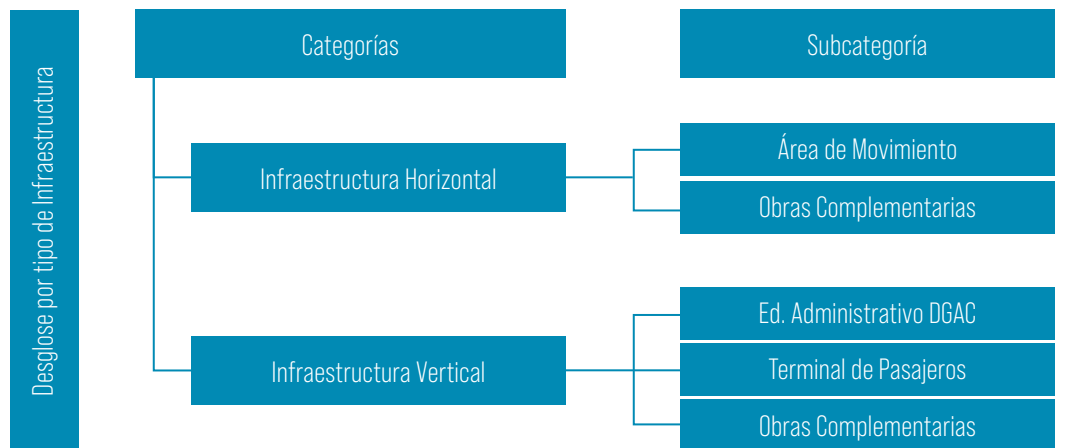 Desglose por tipo de Infraestructura
Categorías
Subcategoría
Infraestructura Horizontal
Área de Movimiento
Obras Complementarias
Infraestructura Vertical
Ed. Administrativo DGAC
Terminal de Pasajeros
Obras Complementarias